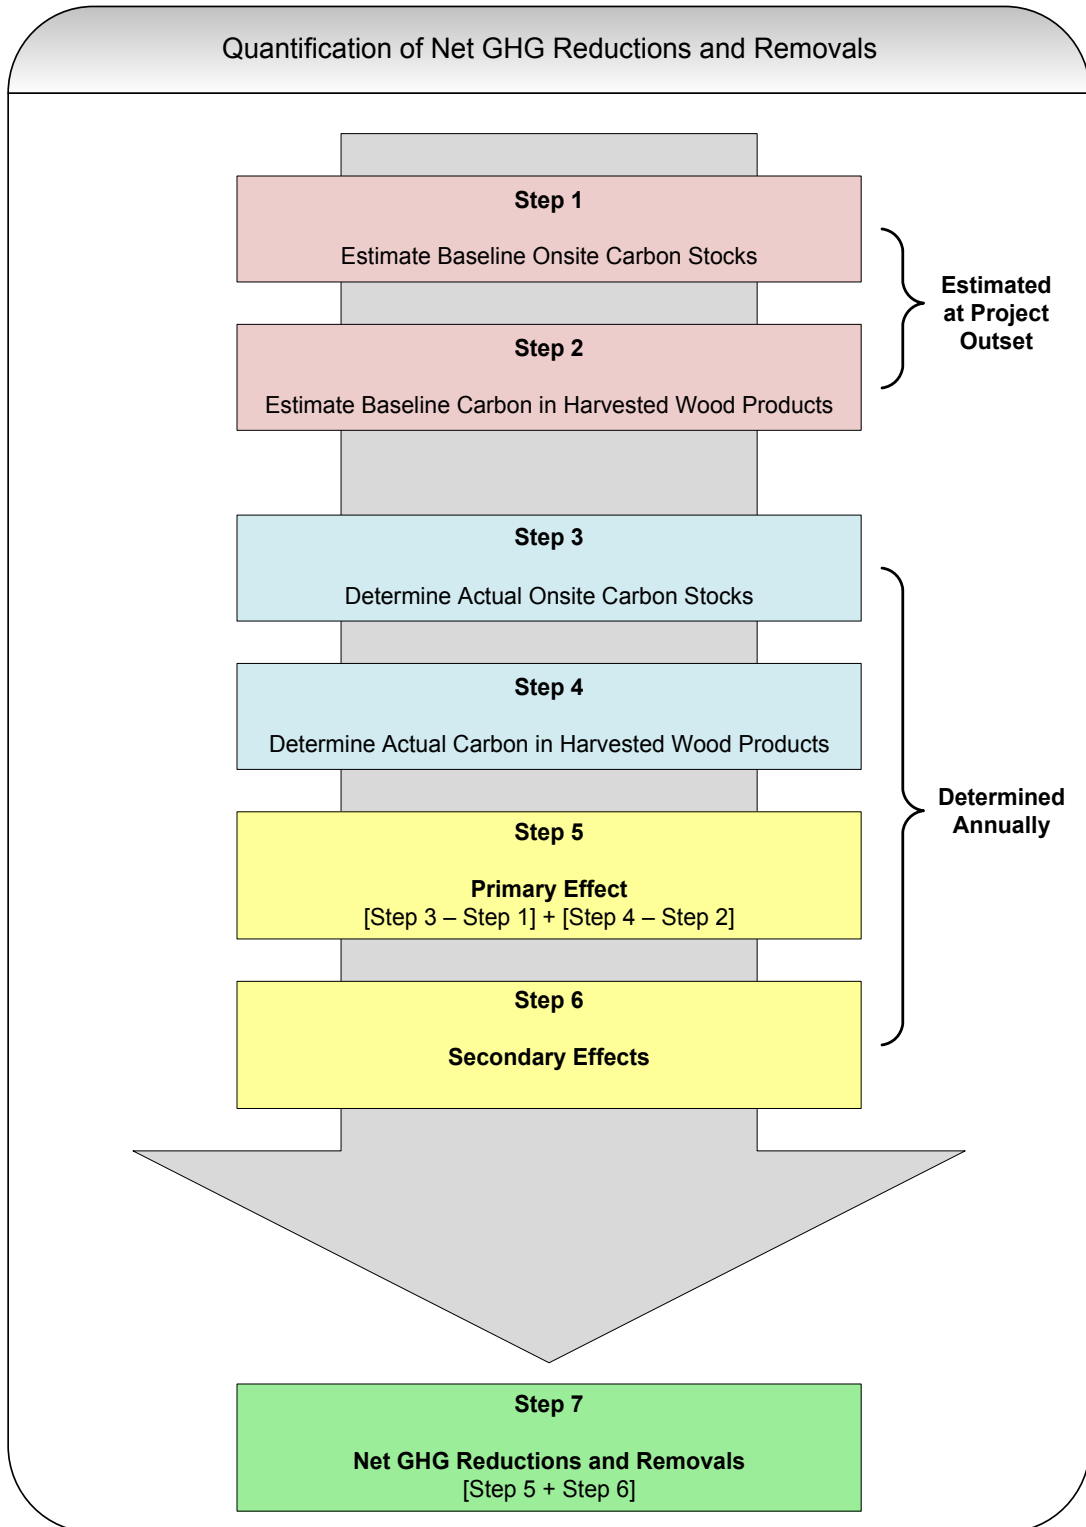 Quantification of Net GHG Reductions and Removals
Step 1
Estimate Baseline Onsite Carbon Stocks
Step 2
Estimate Baseline Carbon in Harvested Wood Products
Estimated
at Project
Outset
Step 3
Determine Actual Onsite Carbon Stocks
Step 4
Determine Actual Carbon in Harvested Wood Products
Step 5
Primary Effect
[Step 3 – Step 1] + [Step 4 – Step 2]
Step 6
Secondary Effects
Determined
Annually
Step 7
Net GHG Reductions and Removals
[Step 5 + Step 6]